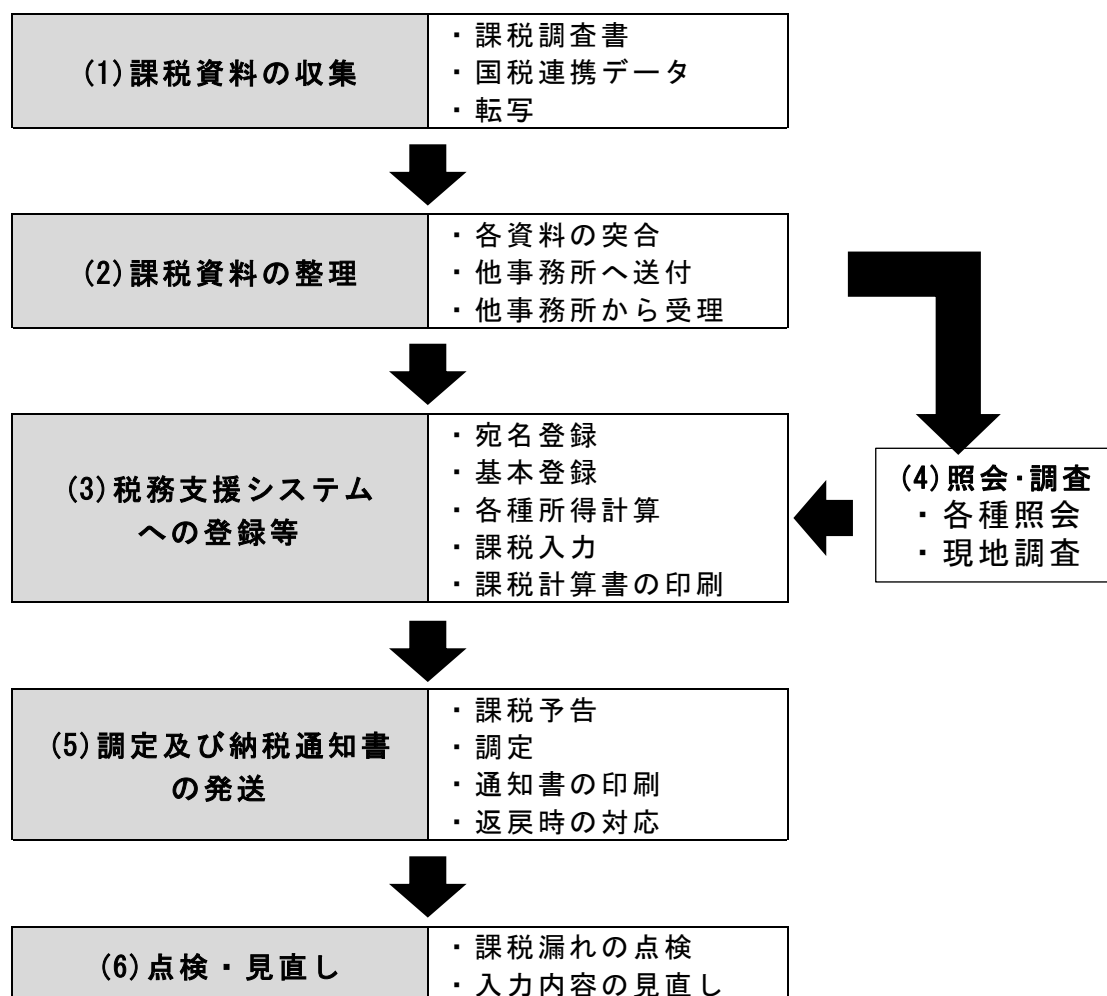 (1)課税資料の収集
・課税調査書
・国税連携データ
・転写
(2)課税資料の整理
・各資料の突合
・他事務所へ送付
・他事務所から受理
(3)税務支援システム
への登録等
・宛名登録
・基本登録
・各種所得計算
・課税入力
・課税計算書の印刷
(4)照会・調査
・各種照会
・現地調査
(5)調定及び納税通知書
の発送
・課税予告
・調定
・通知書の印刷
・返戻時の対応
(6)点検・見直し
・課税漏れの点検
・入力内容の見直し